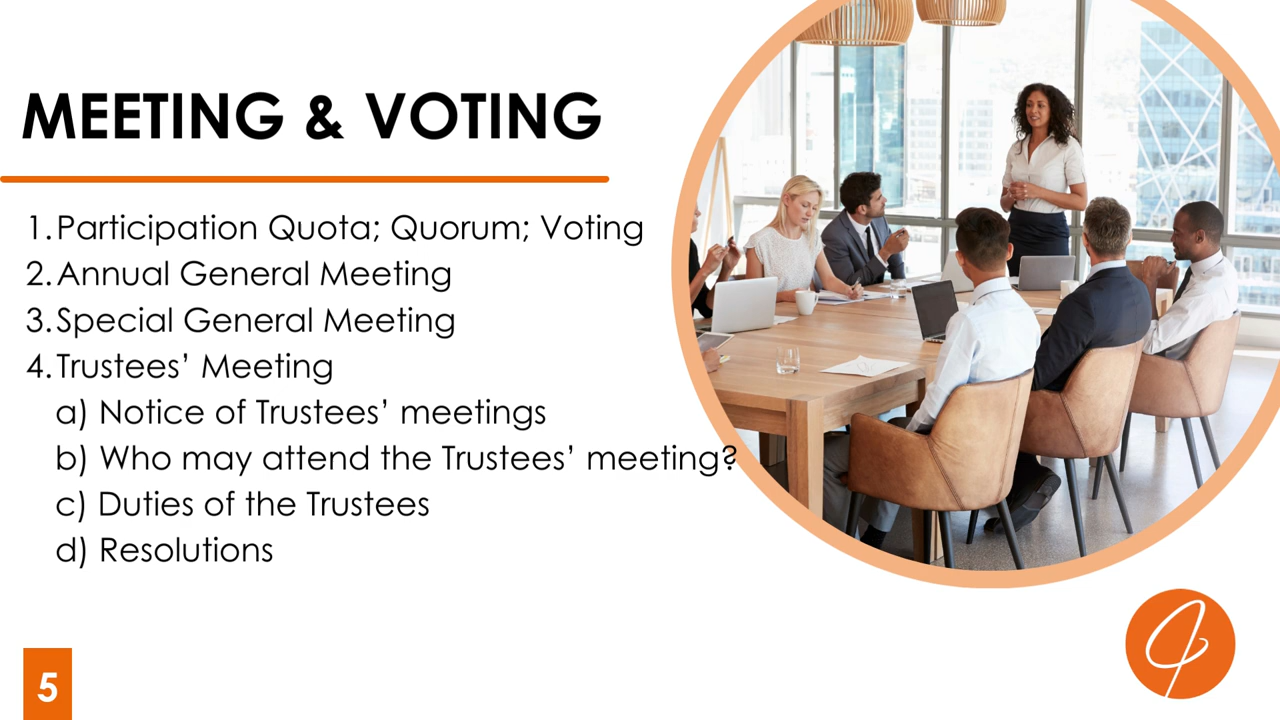 MEETING & VOTING
1. Participation Quota; Quorum; Voting
2. Annual General Meeting
3. Special General Meeting
4. Trustees’ Meeting
a) Notice of Trustees’ meetings
b) Who may attend the Trustees’ meeting?
c) Duties of the Trustees
d) Resolutions
5